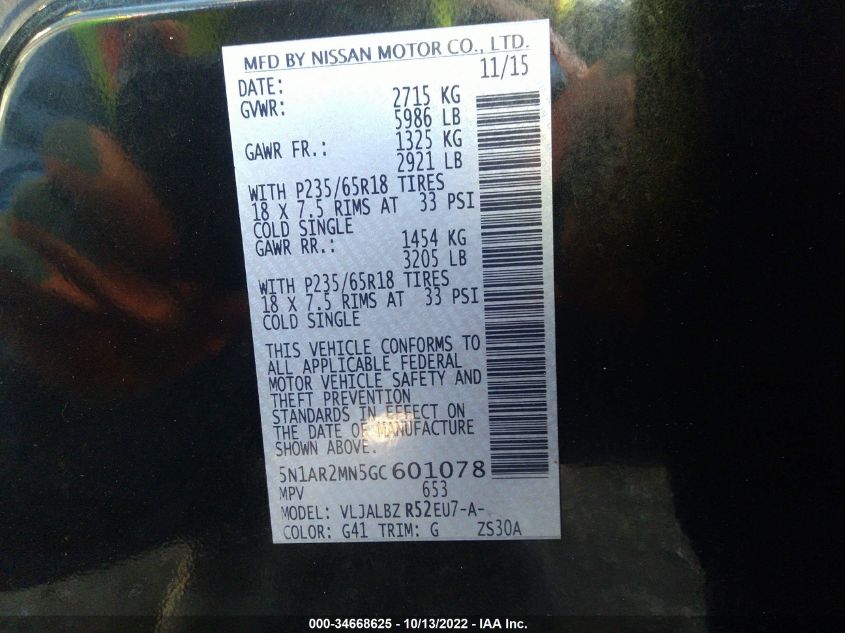 MFD BY NISSAN MOTOR CO., LTD.
DATE: 11/15
GVWR: 2715 KG
5986 LB
GAWR FR.: 1325 KG
2921 LB
WITH P235/65R18 TIRES
18 X 7.5 RIMS AT 33 PSI
COLD SINGLE
GAWR RR.: 1454 KG
3205 LB
WITH P235/65R18 TIRES
18 X 7.5 RIMS AT 33 PSI
COLD SINGLE
THIS VEHICLE CONFORMS TO
ALL APPLICABLE FEDERAL
MOTOR VEHICLE SAFETY AND
THEFT PREVENTION
STANDARDS IN EFFECT ON
THE DATE OF MANUFACTURE
SHOWN ABOVE.
5N1AR2MN5GC601078
MPV 653
MODEL: VLJALBZ R52EU7-A-
COLOR: G41 TRIM: G ZS30A
000-34668625 - 10/13/2022 - IAA Inc.